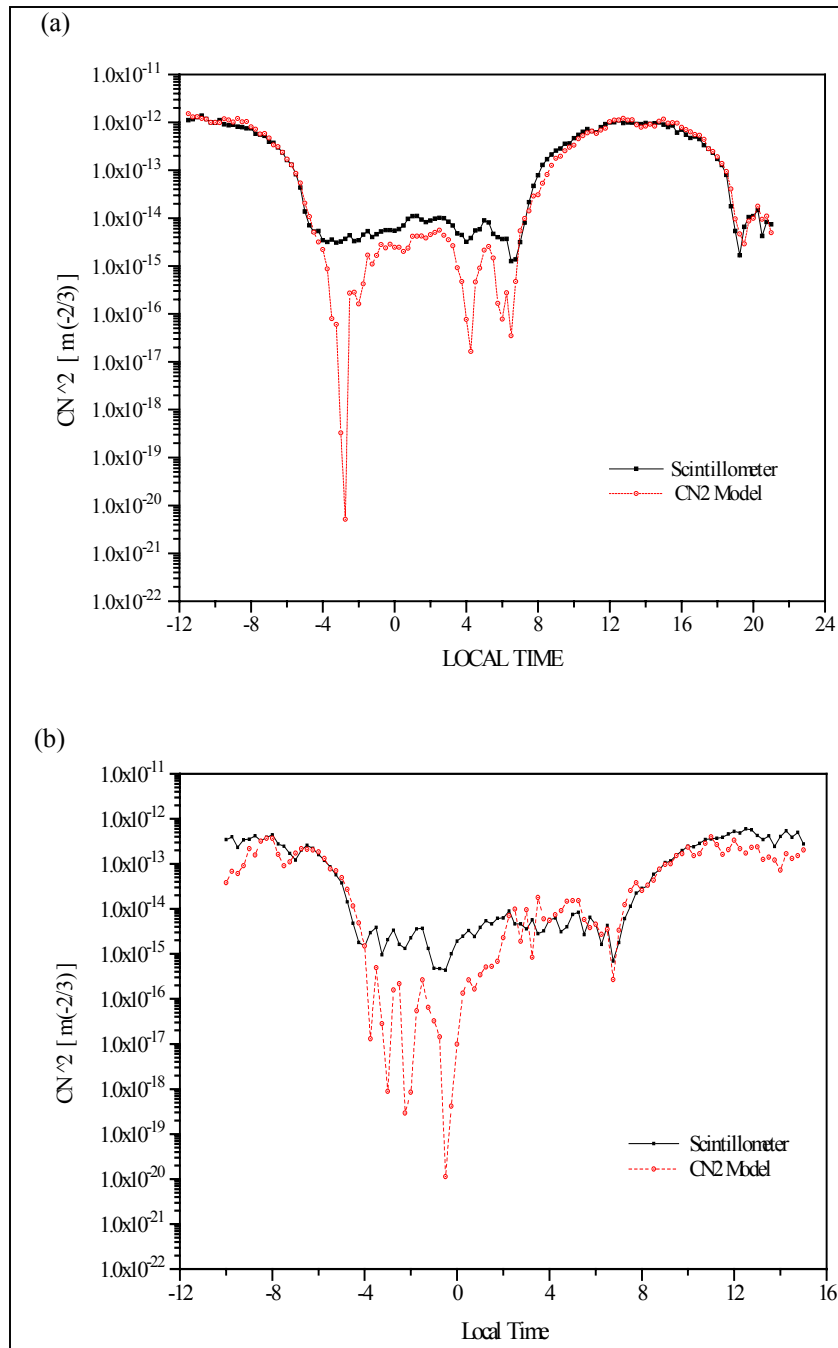 (a)
1.0x10^-11
1.0x10^-12
1.0x10^-13
1.0x10^-14
1.0x10^-15
1.0x10^-16
1.0x10^-17
1.0x10^-18
1.0x10^-19
1.0x10^-20
1.0x10^-21
1.0x10^-22
CN^2 [ m(-2/3) ]
Scintillometer
CN2 Model
-12 -8 -4 0 4 8 12 16 20 24
LOCAL TIME
(b)
1.0x10^-11
1.0x10^-12
1.0x10^-13
1.0x10^-14
1.0x10^-15
1.0x10^-16
1.0x10^-17
1.0x10^-18
1.0x10^-19
1.0x10^-20
1.0x10^-21
1.0x10^-22
CN^2 [ m(-2/3) ]
Scintillometer
CN2 Model
-12 -8 -4 0 4 8 12 16
Local Time